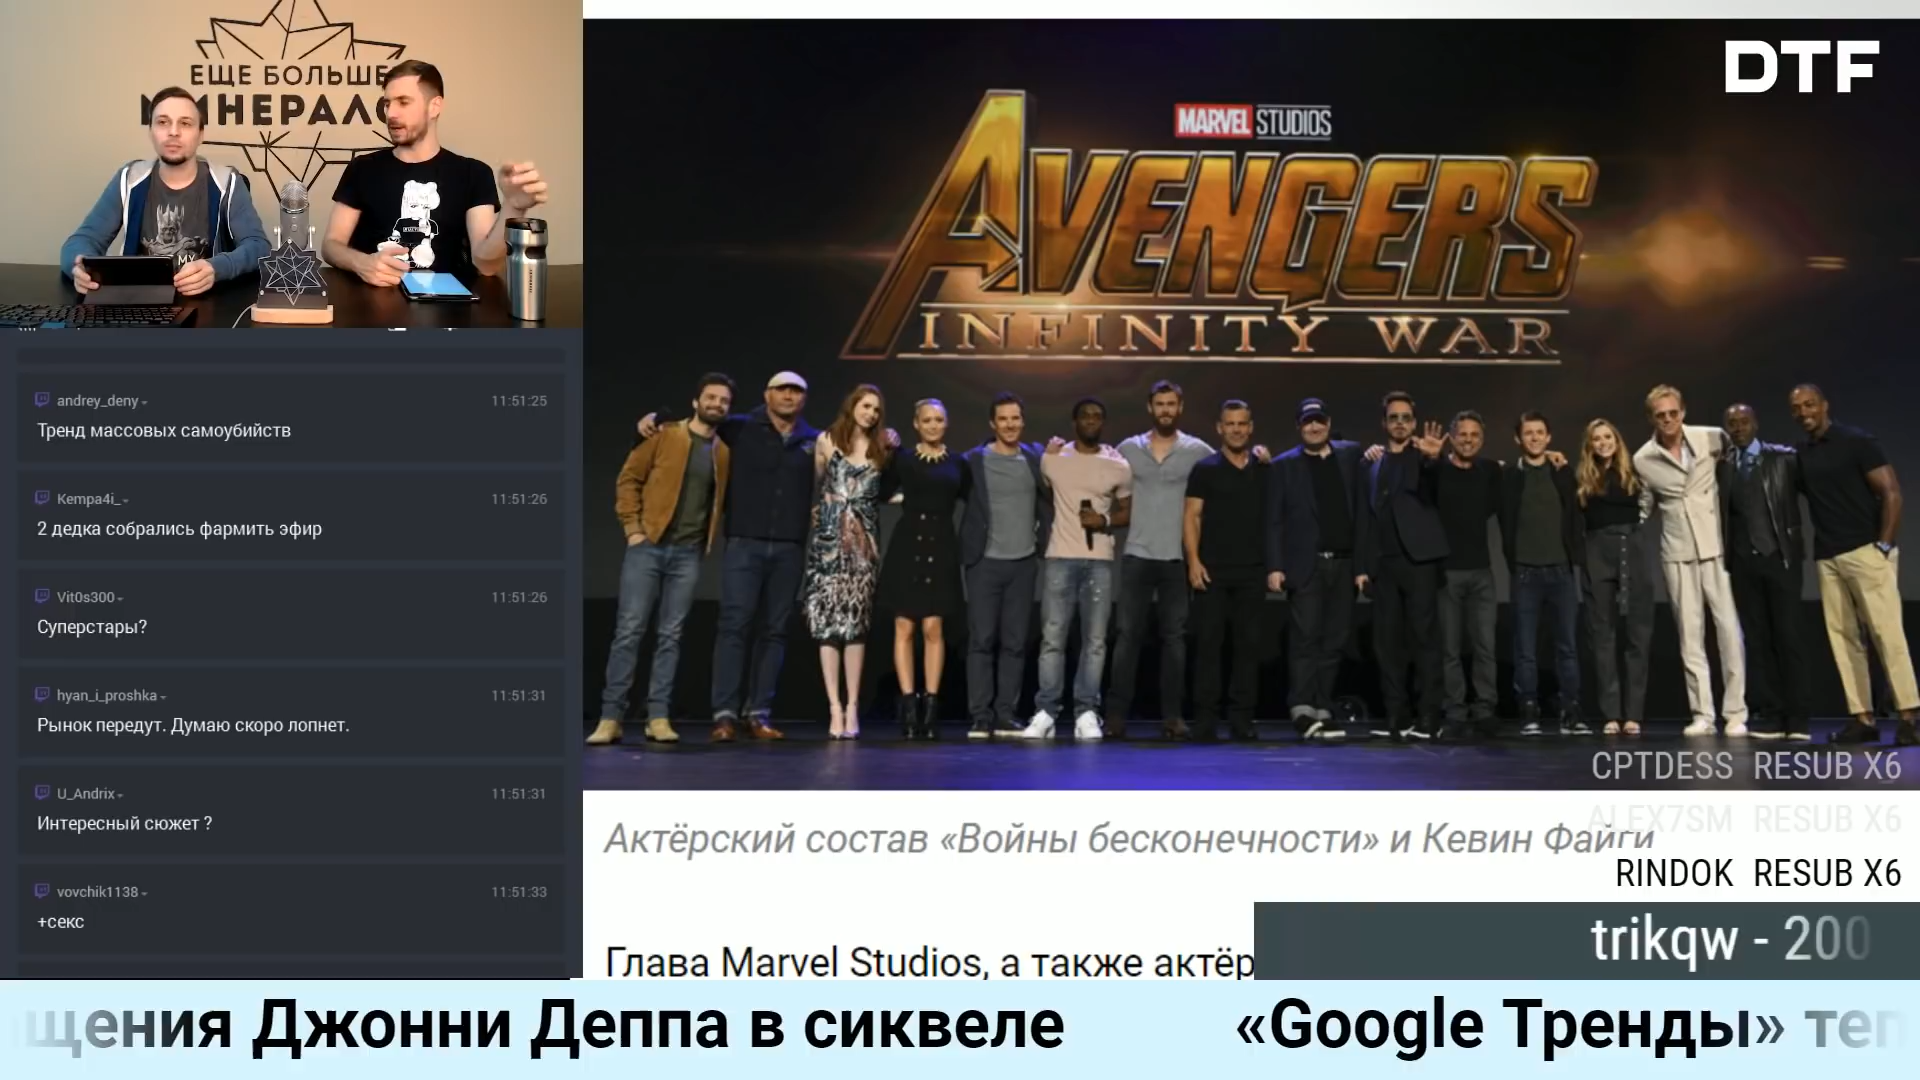 ЕЩЕ БОЛЬШЕ
МИНЕРАЛО
MY
andrey_deny
11:51:25
Тренд массовых самоубийств
Kempa4i_
11:51:26
2 дедка собрались фармить эфир
Vit0s300
11:51:26
Суперстары?
hyan_i_proshka
11:51:31
Рынок передут. Думаю скоро лопнет.
U_Andrix
11:51:31
Интересный сюжет ?
vovchik1138
11:51:33
+секс
DTF
MARVEL STUDIOS
AVENGERS
INFINITY WAR
CPTDESS RESUB X6
ALEX7SM RESUB X6
Актёрский состав «Войны бесконечности» и Кевин Файги
RINDOK RESUB X6
trikqw - 200
Глава Marvel Studios, а также актёр
щения Джонни Деппа в сиквеле
«Google Тренды» теп